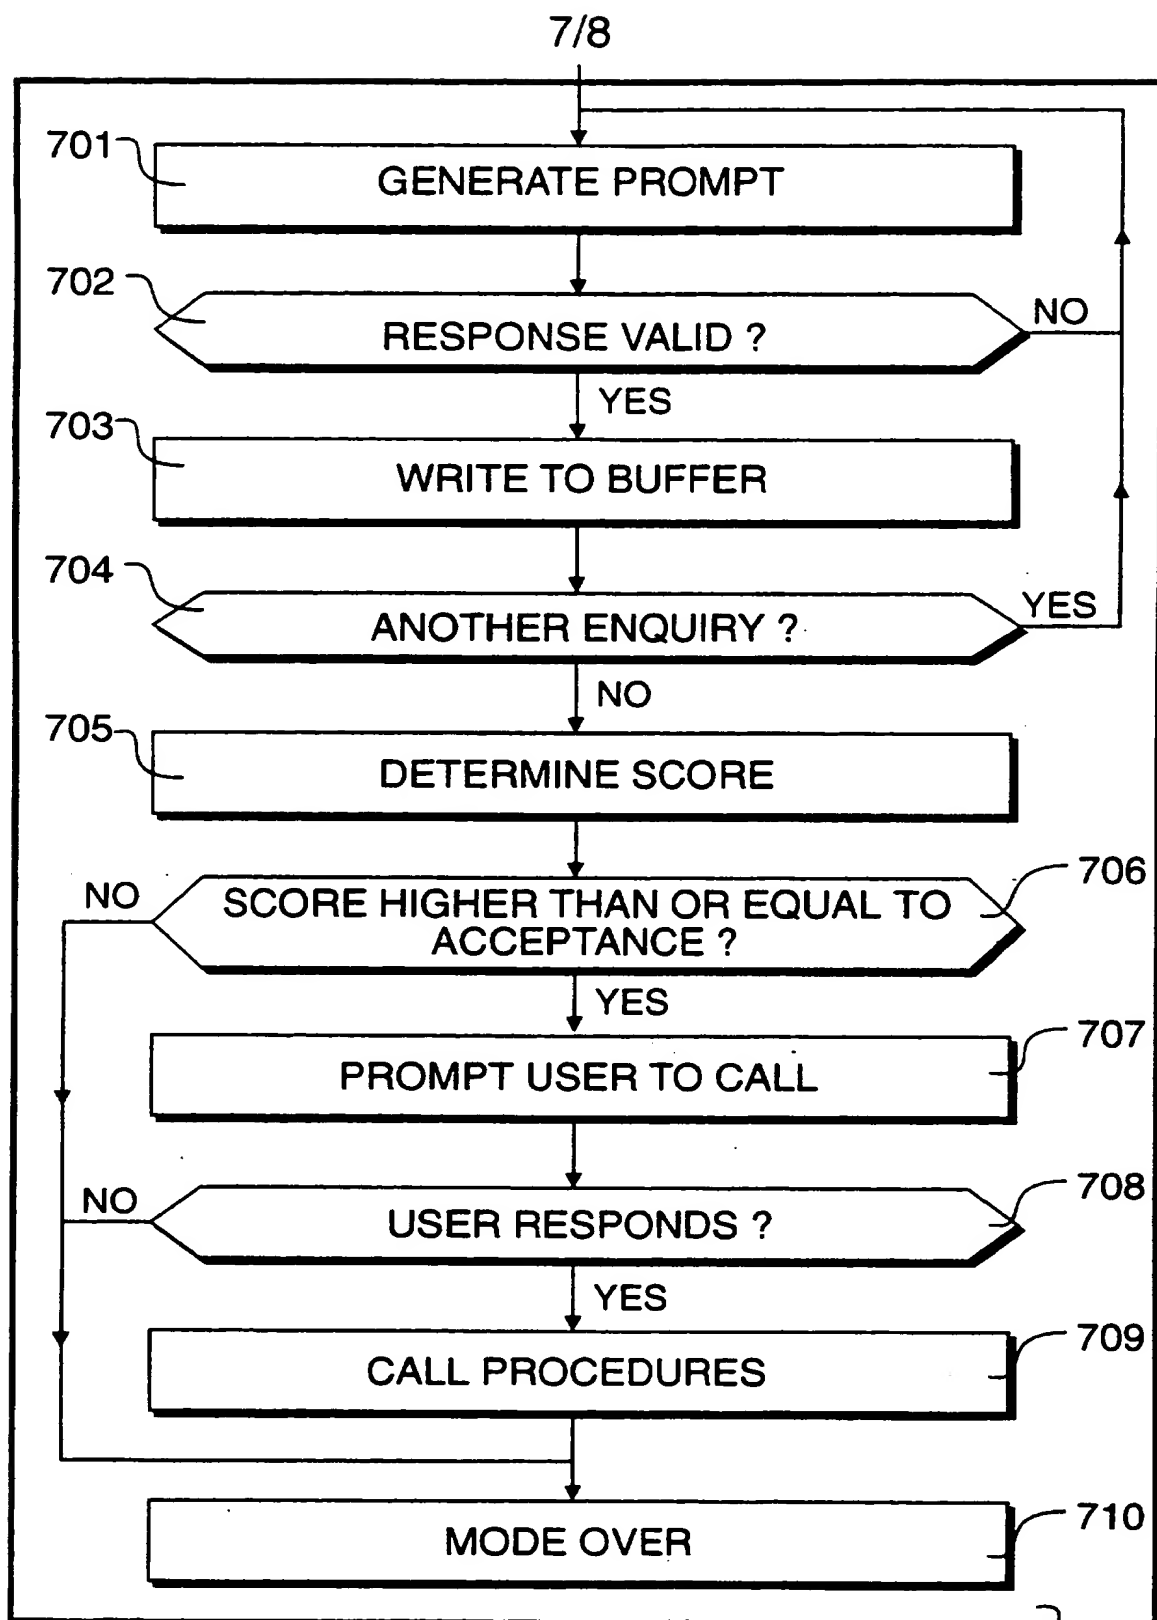 7/8
701
GENERATE PROMPT
702
RESPONSE VALID ?
NO
YES
703
WRITE TO BUFFER
704
ANOTHER ENQUIRY ?
YES
NO
705
DETERMINE SCORE
706
NO
SCORE HIGHER THAN OR EQUAL TO
ACCEPTANCE ?
YES
707
PROMPT USER TO CALL
708
NO
USER RESPONDS ?
YES
709
CALL PROCEDURES
710
MODE OVER